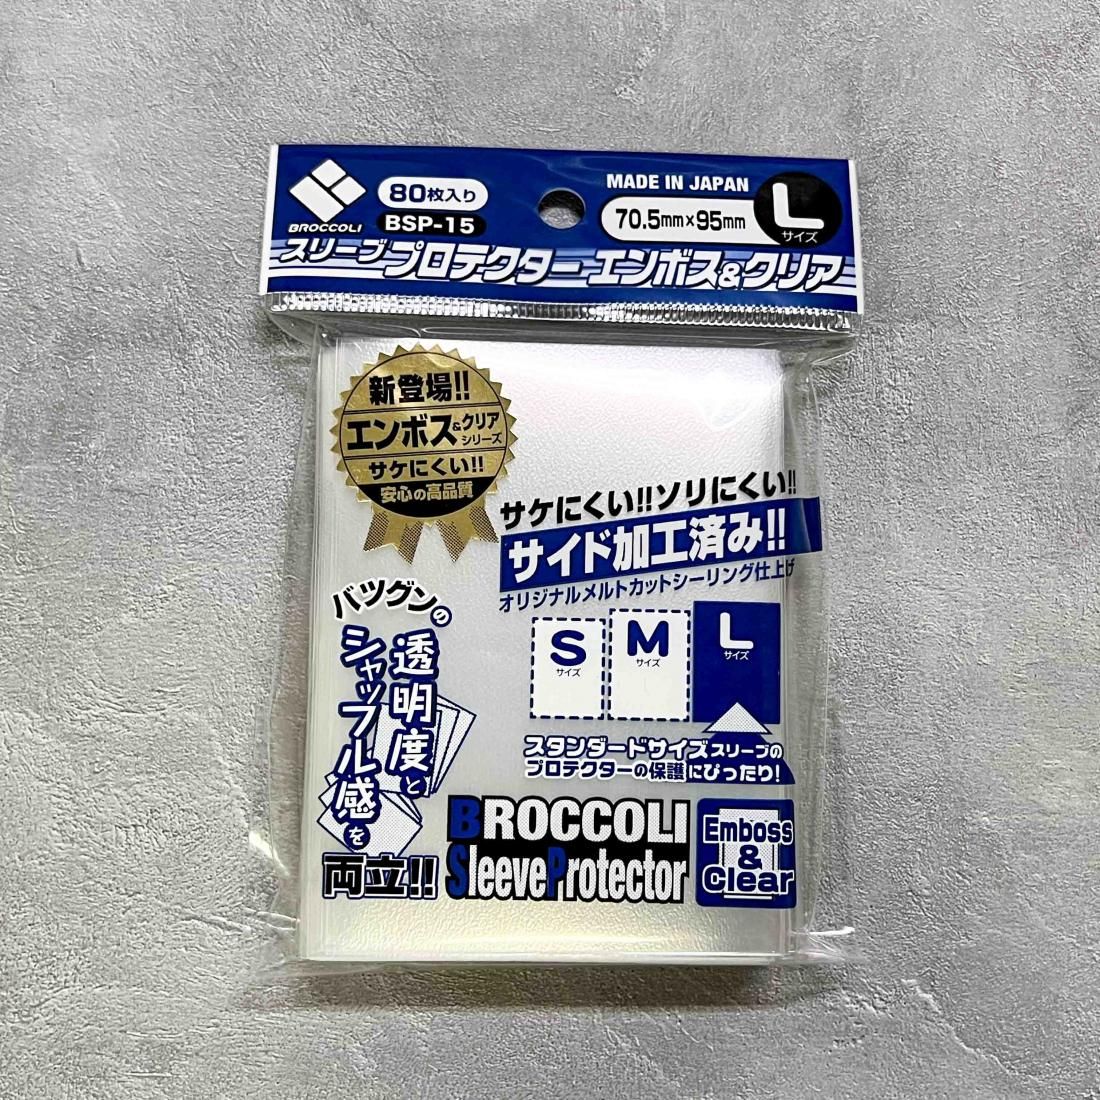 BROCCOLI
80枚入り
BSP-15
MADE IN JAPAN
70.5mm×95mm
L
サイズ
スリーブプロテクター エンボス&クリア
新登場!!
エンボス&クリア
シリーズ
サケにくい!!
安心の高品質
サケにくい!!ソリにくい!!
サイド加工済み!!
オリジナルメルトカットシーリング仕上げ
バツグンの
透明度と
シャッフル感を
両立!!
S
サイズ
M
サイズ
L
サイズ
スタンダードサイズスリーブの
プロテクターの保護にぴったり!
BROCCOLI
SleeveProtector
Emboss
&
Clear